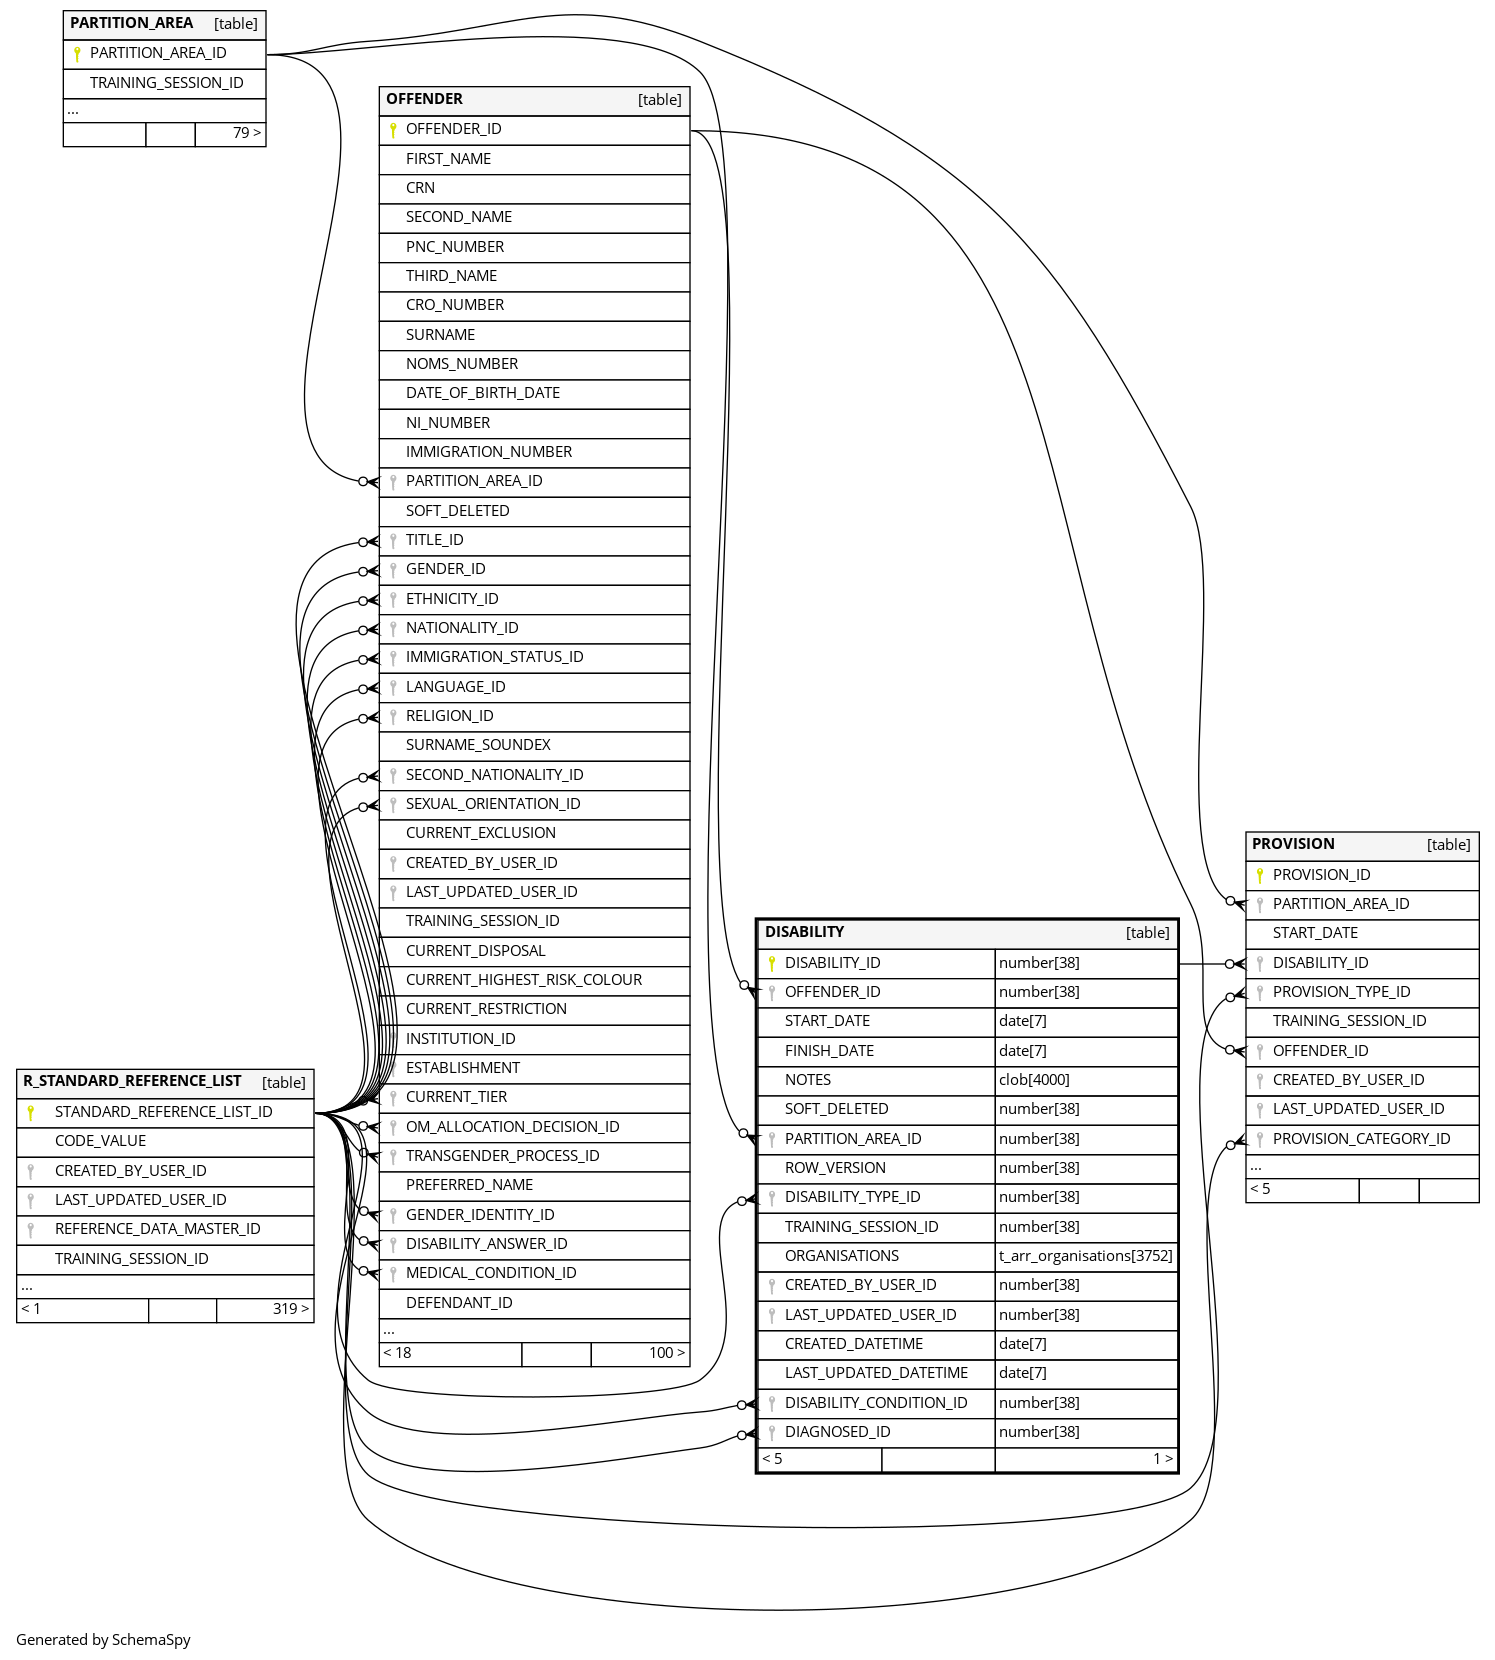 PARTITION_AREA [table]
PARTITION_AREA_ID
TRAINING_SESSION_ID
...
79 >
OFFENDER [table]
OFFENDER_ID
FIRST_NAME
CRN
SECOND_NAME
PNC_NUMBER
THIRD_NAME
CRO_NUMBER
SURNAME
NOMS_NUMBER
DATE_OF_BIRTH_DATE
NI_NUMBER
IMMIGRATION_NUMBER
PARTITION_AREA_ID
SOFT_DELETED
TITLE_ID
GENDER_ID
ETHNICITY_ID
NATIONALITY_ID
IMMIGRATION_STATUS_ID
LANGUAGE_ID
RELIGION_ID
SURNAME_SOUNDEX
SECOND_NATIONALITY_ID
SEXUAL_ORIENTATION_ID
CURRENT_EXCLUSION
CREATED_BY_USER_ID
LAST_UPDATED_USER_ID
TRAINING_SESSION_ID
CURRENT_DISPOSAL
CURRENT_HIGHEST_RISK_COLOUR
CURRENT_RESTRICTION
INSTITUTION_ID
ESTABLISHMENT
CURRENT_TIER
OM_ALLOCATION_DECISION_ID
TRANSGENDER_PROCESS_ID
PREFERRED_NAME
GENDER_IDENTITY_ID
DISABILITY_ANSWER_ID
MEDICAL_CONDITION_ID
DEFENDANT_ID
...
< 18 100 >
R_STANDARD_REFERENCE_LIST [table]
STANDARD_REFERENCE_LIST_ID
CODE_VALUE
CREATED_BY_USER_ID
LAST_UPDATED_USER_ID
REFERENCE_DATA_MASTER_ID
TRAINING_SESSION_ID
...
< 1 319 >
DISABILITY [table]
DISABILITY_ID number[38]
OFFENDER_ID number[38]
START_DATE date[7]
FINISH_DATE date[7]
NOTES clob[4000]
SOFT_DELETED number[38]
PARTITION_AREA_ID number[38]
ROW_VERSION number[38]
DISABILITY_TYPE_ID number[38]
TRAINING_SESSION_ID number[38]
ORGANISATIONS t_arr_organisations[3752]
CREATED_BY_USER_ID number[38]
LAST_UPDATED_USER_ID number[38]
CREATED_DATETIME date[7]
LAST_UPDATED_DATETIME date[7]
DISABILITY_CONDITION_ID number[38]
DIAGNOSED_ID number[38]
< 5 1 >
PROVISION [table]
PROVISION_ID
PARTITION_AREA_ID
START_DATE
DISABILITY_ID
PROVISION_TYPE_ID
TRAINING_SESSION_ID
OFFENDER_ID
CREATED_BY_USER_ID
LAST_UPDATED_USER_ID
PROVISION_CATEGORY_ID
...
< 5
Generated by SchemaSpy